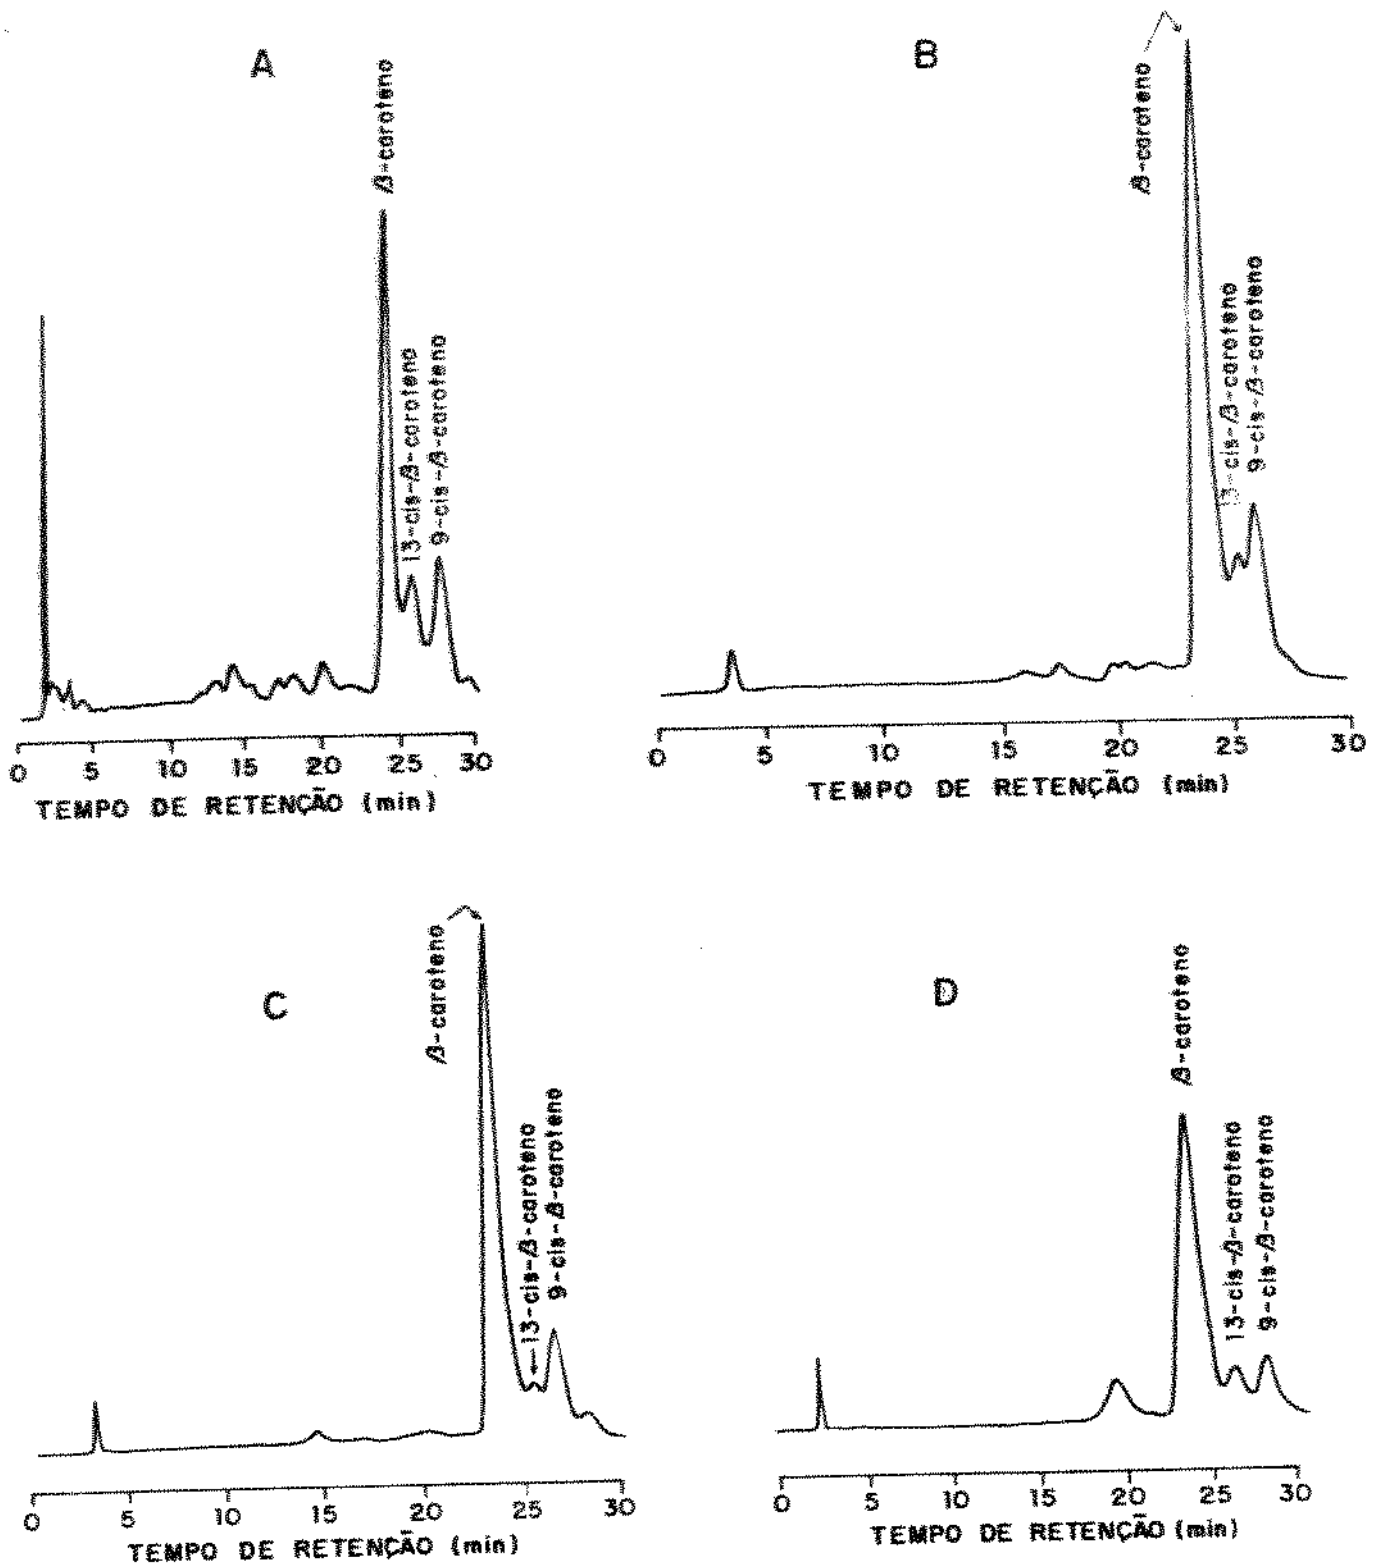 A
β-caroteno
13-cis-β-caroteno
9-cis-β-caroteno
0 5 10 15 20 25 30
TEMPO DE RETENÇÃO (min)
B
β-caroteno
13-cis-β-caroteno
9-cis-β-caroteno
0 5 10 15 20 25 30
TEMPO DE RETENÇÃO (min)
C
β-caroteno
13-cis-β-caroteno
9-cis-β-caroteno
0 5 10 15 20 25 30
TEMPO DE RETENÇÃO (min)
D
β-caroteno
13-cis-β-caroteno
9-cis-β-caroteno
0 5 10 15 20 25 30
TEMPO DE RETENÇÃO (min)